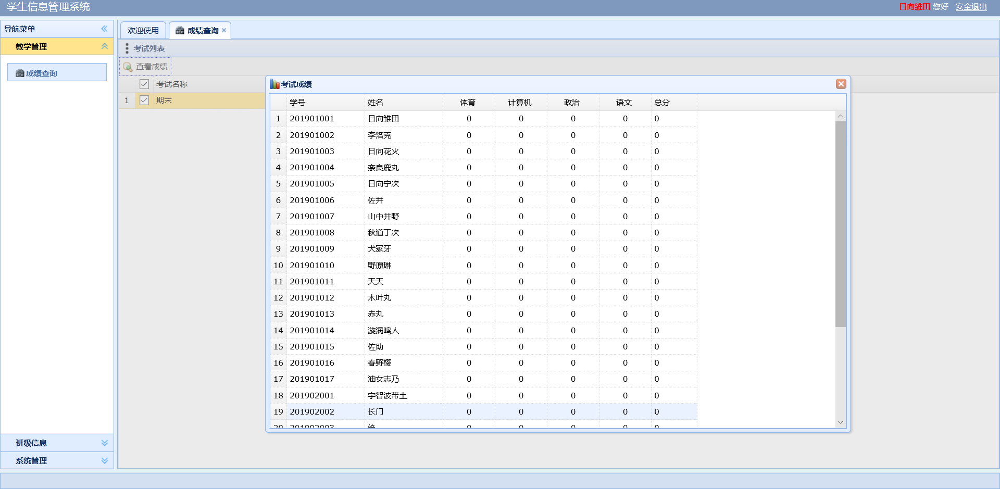 学生信息管理系统
日向雏田 您好 安全退出
导航菜单
教学管理
成绩查询
班级信息
系统管理
欢迎使用
成绩查询
考试列表
查看成绩
考试名称
1 期末
考试成绩
学号 姓名 体育 计算机 政治 语文 总分
1 201901001 日向雏田 0 0 0 0 0
2 201901002 李洛克 0 0 0 0 0
3 201901003 日向花火 0 0 0 0 0
4 201901004 奈良鹿丸 0 0 0 0 0
5 201901005 日向宁次 0 0 0 0 0
6 201901006 佐井 0 0 0 0 0
7 201901007 山中井野 0 0 0 0 0
8 201901008 秋道丁次 0 0 0 0 0
9 201901009 犬冢牙 0 0 0 0 0
10 201901010 野原琳 0 0 0 0 0
11 201901011 天天 0 0 0 0 0
12 201901012 木叶丸 0 0 0 0 0
13 201901013 赤丸 0 0 0 0 0
14 201901014 漩涡鸣人 0 0 0 0 0
15 201901015 佐助 0 0 0 0 0
16 201901016 春野樱 0 0 0 0 0
17 201901017 油女志乃 0 0 0 0 0
18 201902001 宇智波带土 0 0 0 0 0
19 201902002 长门 0 0 0 0 0
20 201902003 0 0 0 0 0